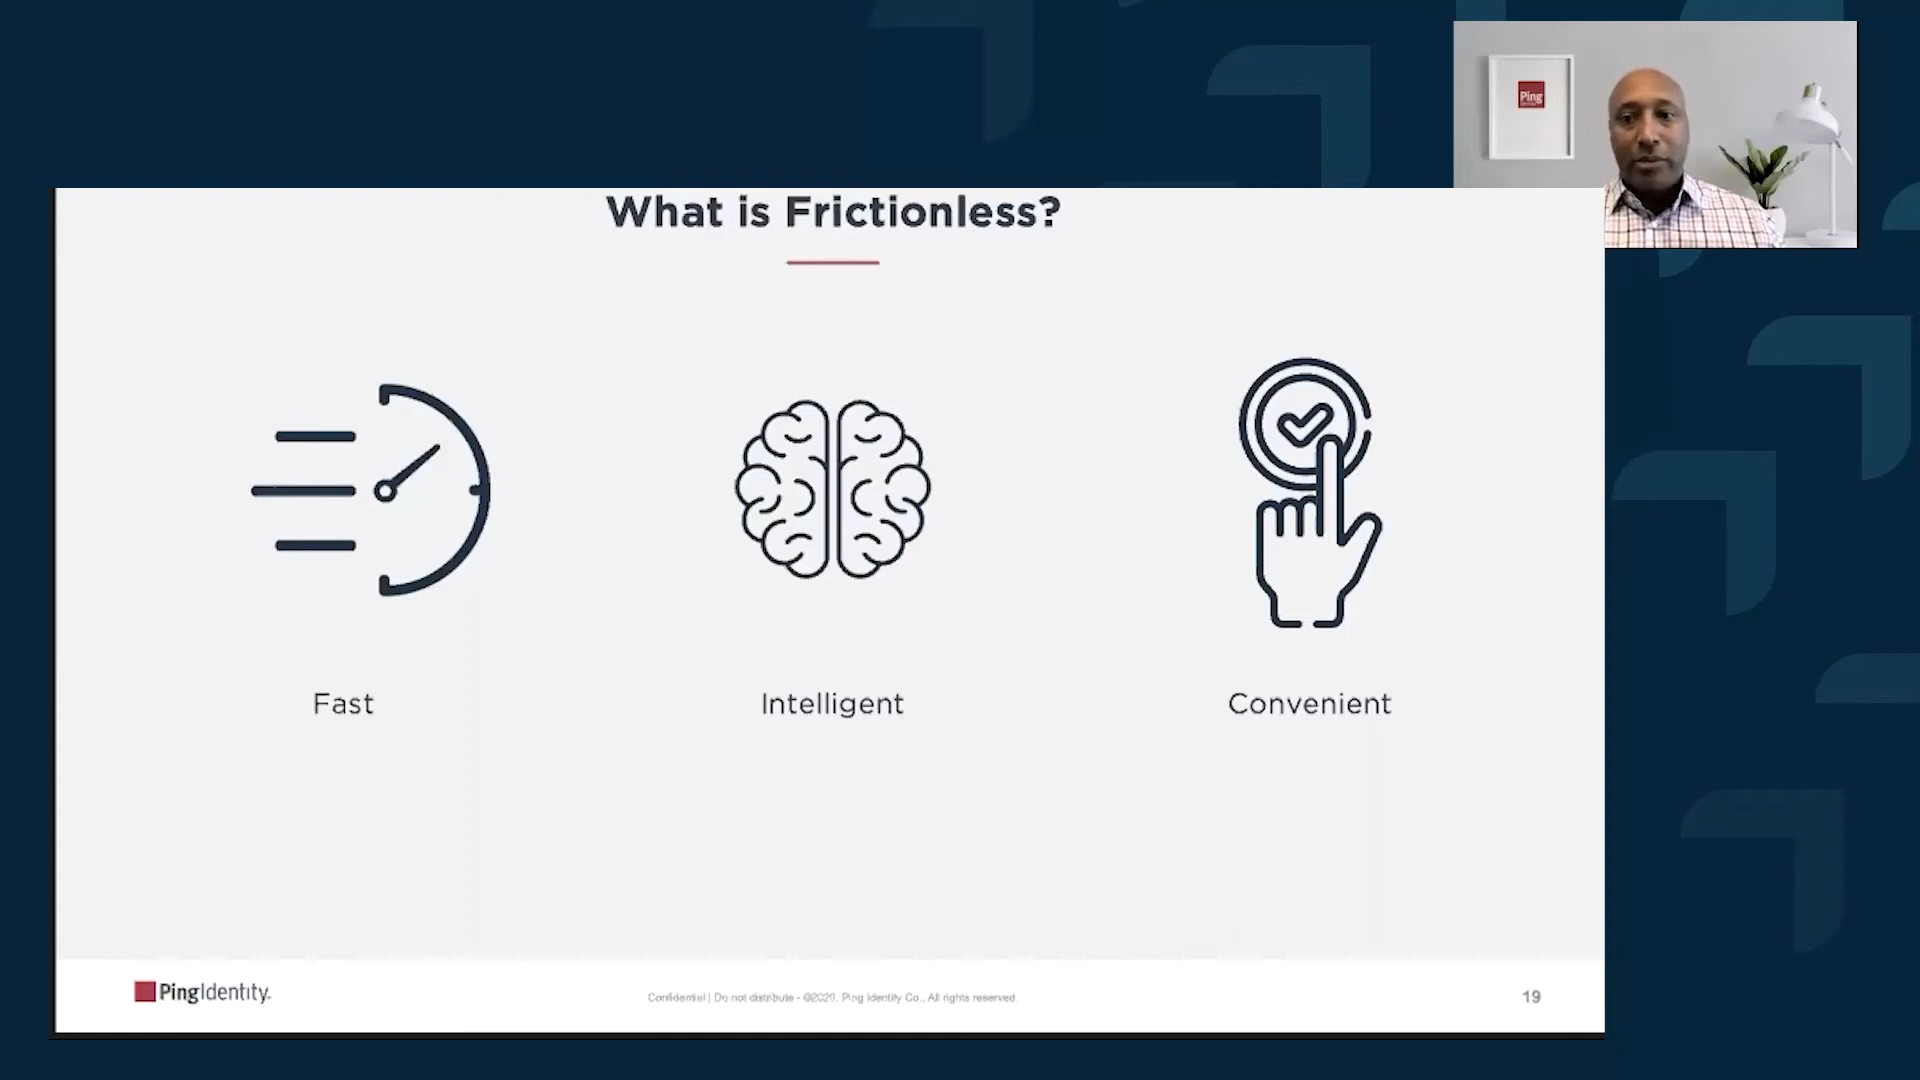 Ping
What is Frictionless?
Fast
Intelligent
Convenient
PingIdentity.
Confidential | Do not distribute - ©2020, Ping Identity Co., All rights reserved.
19